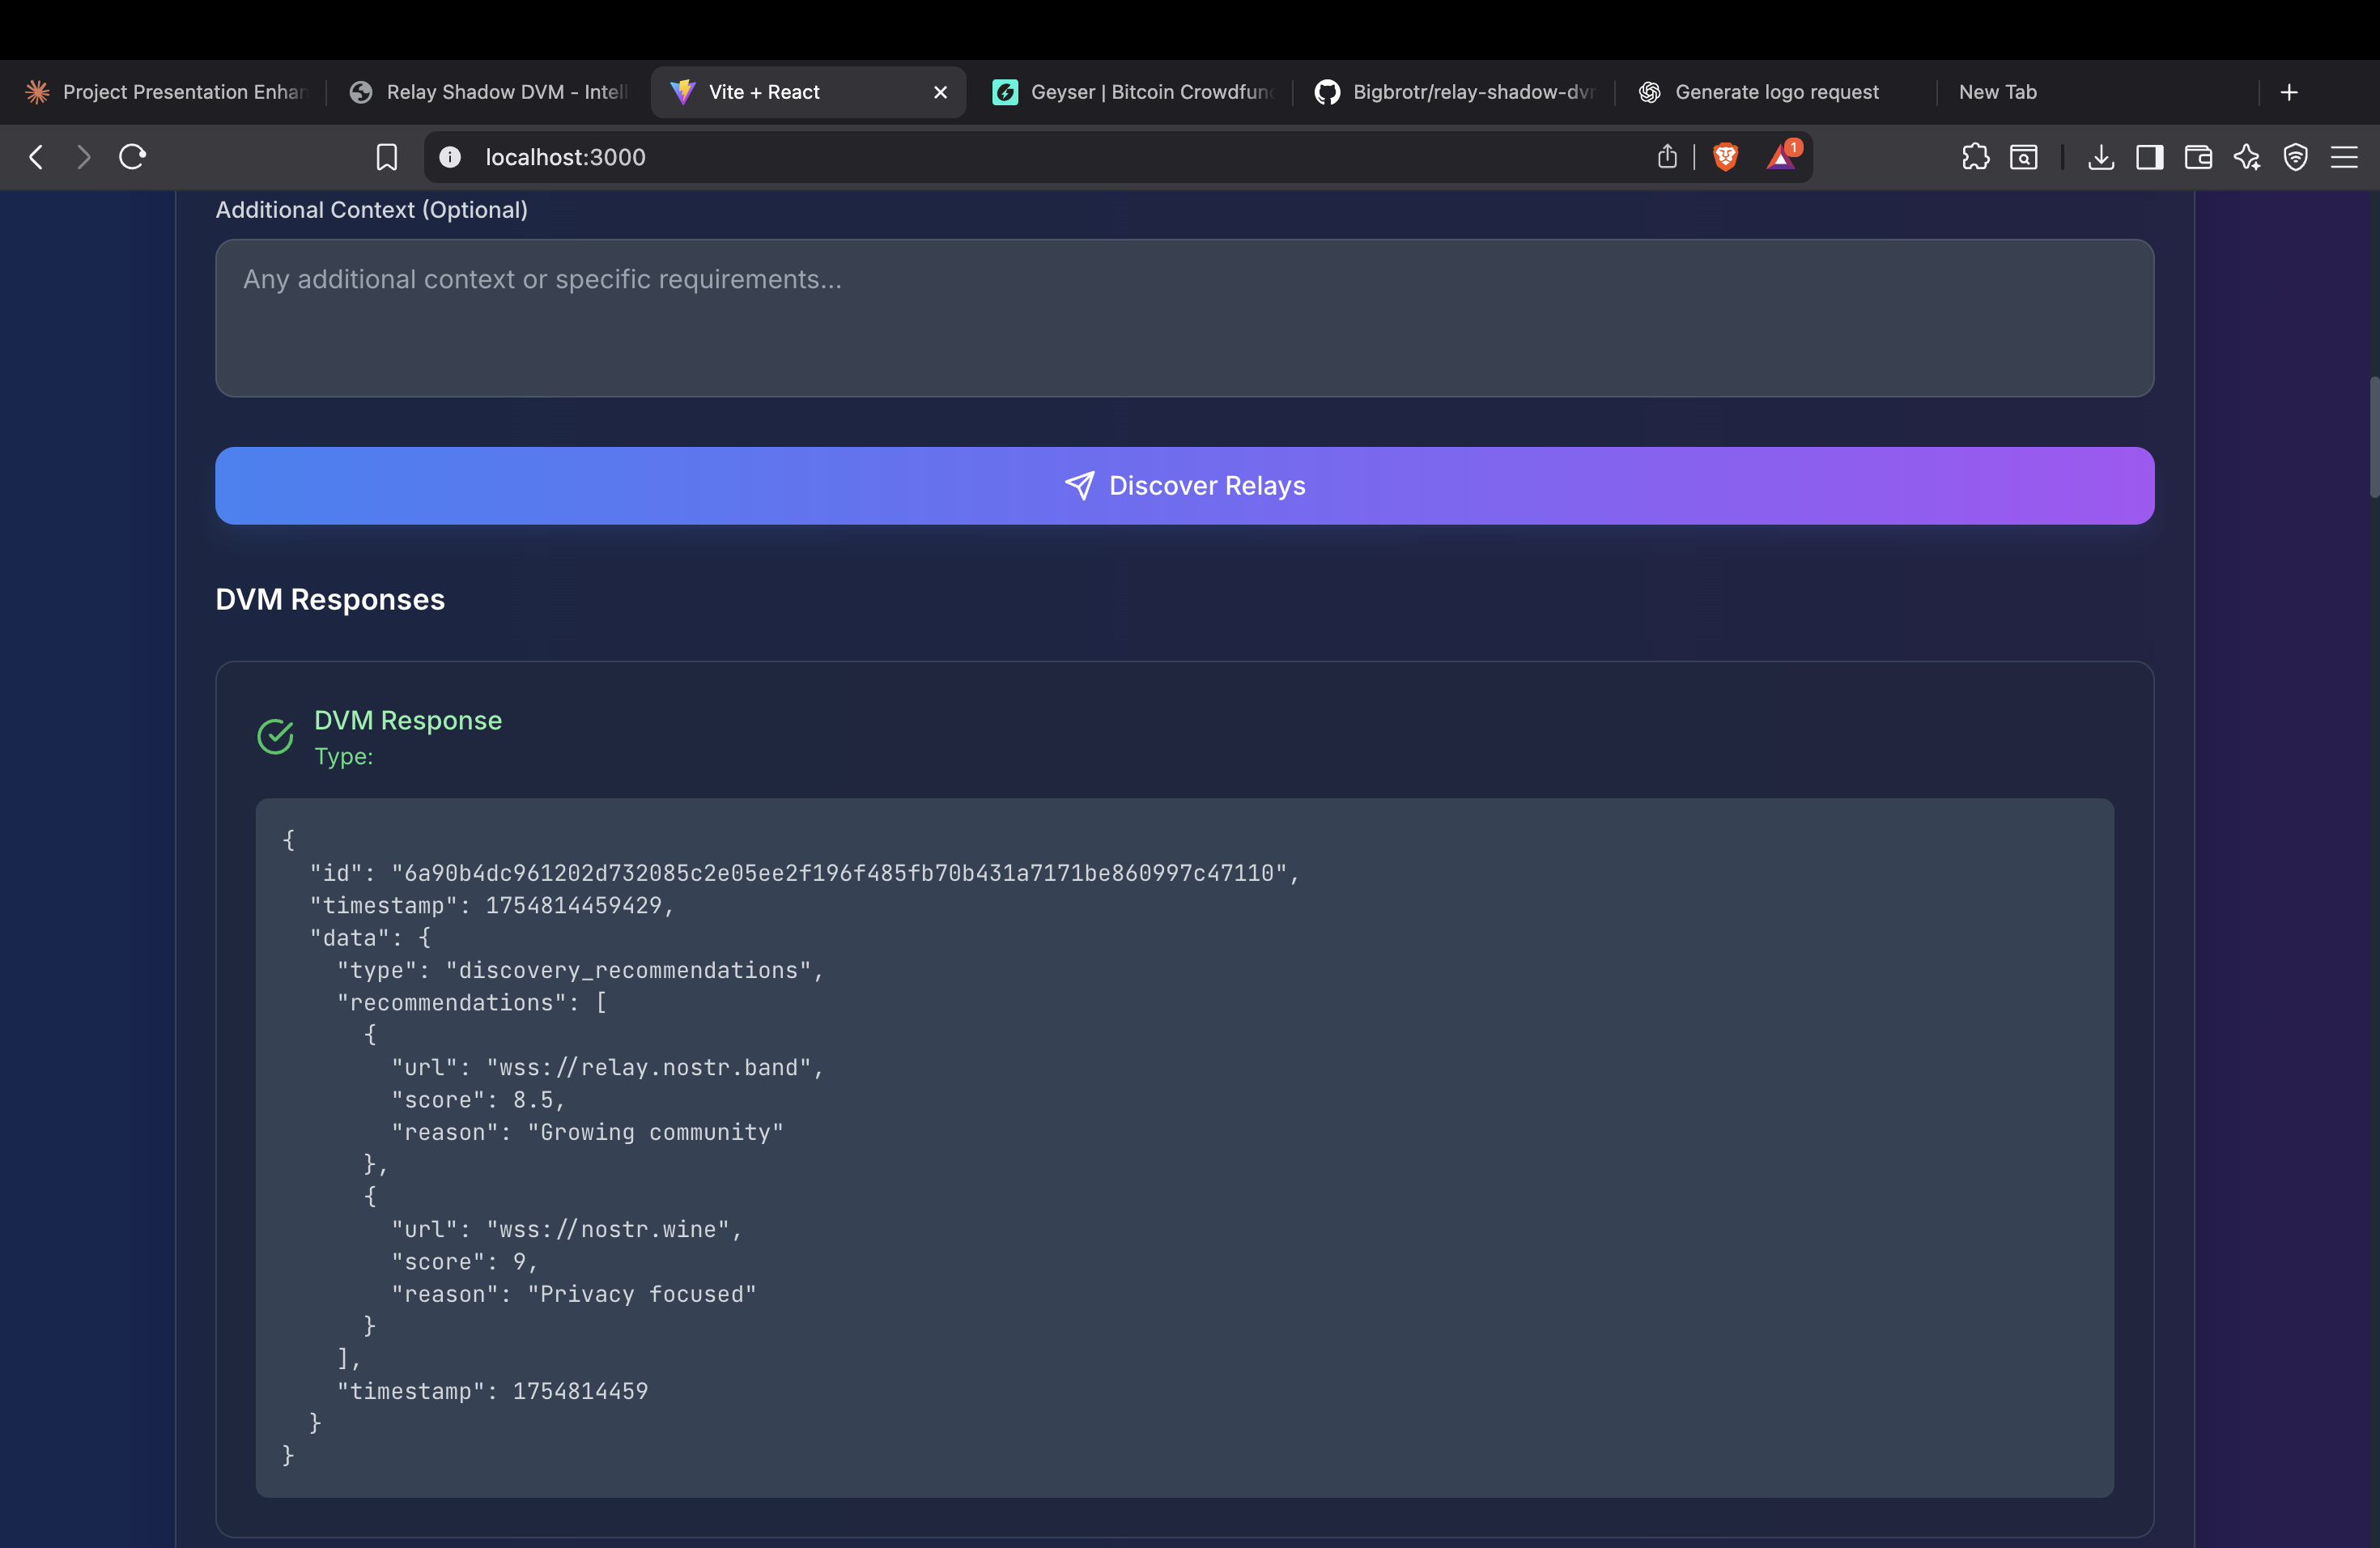 Project Presentation Enhan
Relay Shadow DVM - Intell
Vite + React
Geyser | Bitcoin Crowdfund
Bigbrotr/relay-shadow-dvm
Generate logo request
New Tab
localhost:3000
1
Additional Context (Optional)
Any additional context or specific requirements...
Discover Relays
DVM Responses
DVM Response
Type:
{
  "id": "6a90b4dc961202d732085c2e05ee2f196f485fb70b431a7171be860997c47110",
  "timestamp": 1754814459429,
  "data": {
    "type": "discovery_recommendations",
    "recommendations": [
      {
        "url": "wss://relay.nostr.band",
        "score": 8.5,
        "reason": "Growing community"
      },
      {
        "url": "wss://nostr.wine",
        "score": 9,
        "reason": "Privacy focused"
      }
    ],
    "timestamp": 1754814459
  }
}